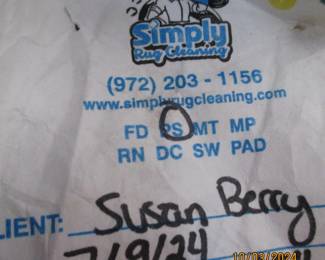 Simply
Rug Cleaning
(972) 203 - 1156
www.simplyrugcleaning.com
FD PS MT MP
RN DC SW PAD
LIENT: Susan Berry
7/9/24
10/03/2024